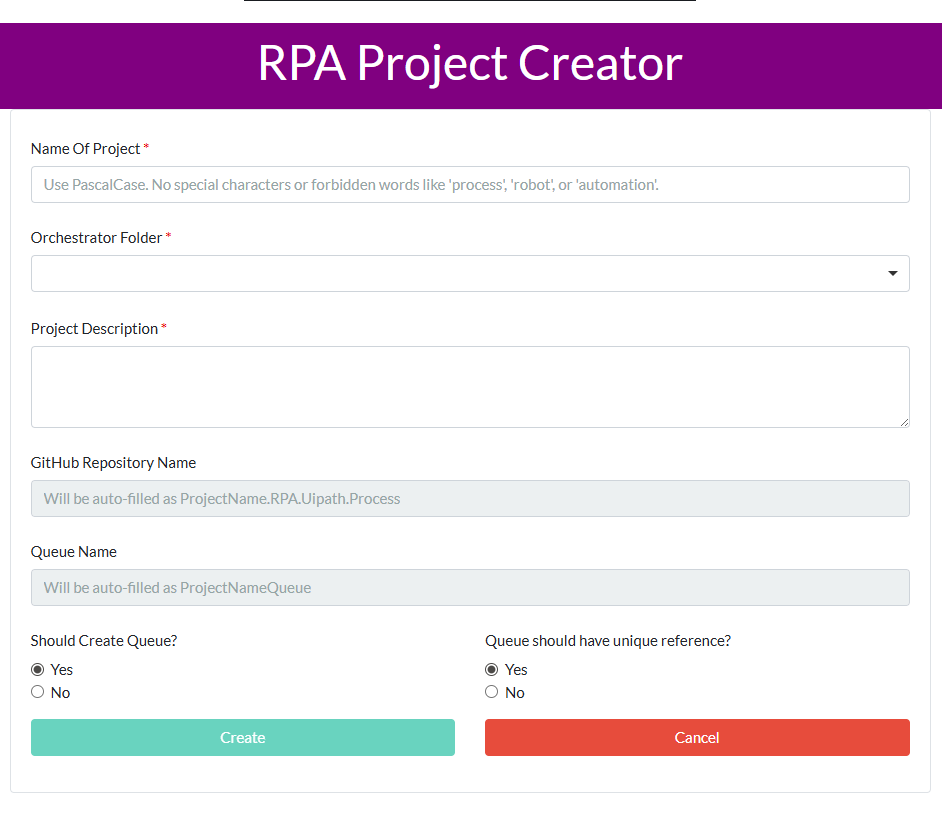 RPA Project Creator
Name Of Project *
Use PascalCase. No special characters or forbidden words like 'process', 'robot', or 'automation'.
Orchestrator Folder *
Project Description *
GitHub Repository Name
Will be auto-filled as ProjectName.RPA.Uipath.Process
Queue Name
Will be auto-filled as ProjectNameQueue
Should Create Queue?
Yes
No
Queue should have unique reference?
Yes
No
Create
Cancel